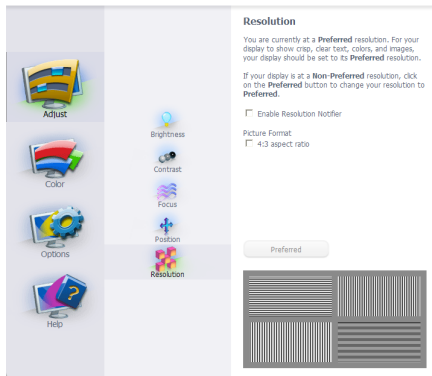 Adjust
Color
Options
Help
Brightness
Contrast
Focus
Position
Resolution
Resolution
You are currently at a Preferred resolution. For your
display to show crisp, clear text, colors, and images,
your display should be set to its Preferred resolution.
If your display is at a Non-Preferred resolution, click
on the Preferred button to change your resolution to
Preferred.
Enable Resolution Notifier
Picture Format
4:3 aspect ratio
Preferred